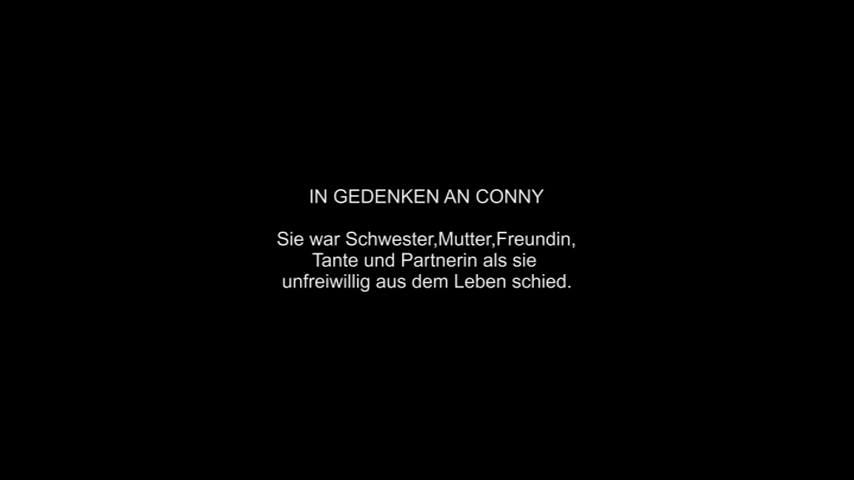 IN GEDENKEN AN CONNY
Sie war Schwester,Mutter,Freundin,
Tante und Partnerin als sie
unfreiwillig aus dem Leben schied.